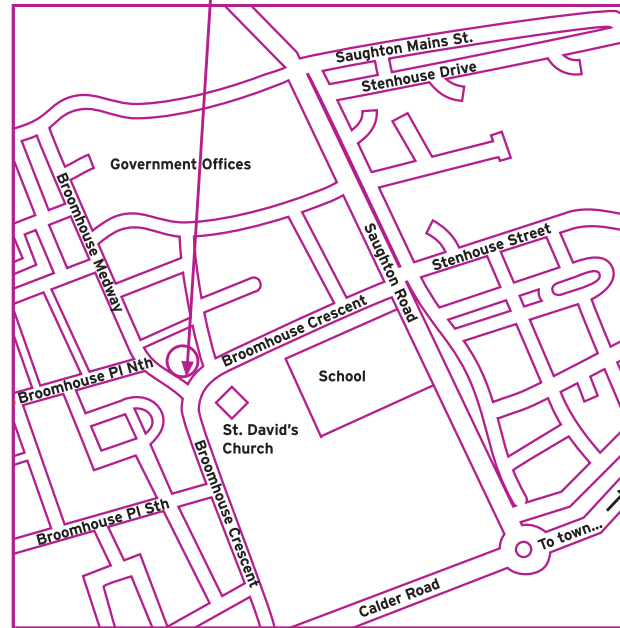 Saughton Mains St.
Stenhouse Drive
Government Offices
Broomhouse Medway
Saughton Road
Stenhouse Street
Broomhouse Crescent
Broomhouse Pl Nth
School
St. David's
Church
Broomhouse Crescent
Broomhouse Pl Sth
To town...
Calder Road